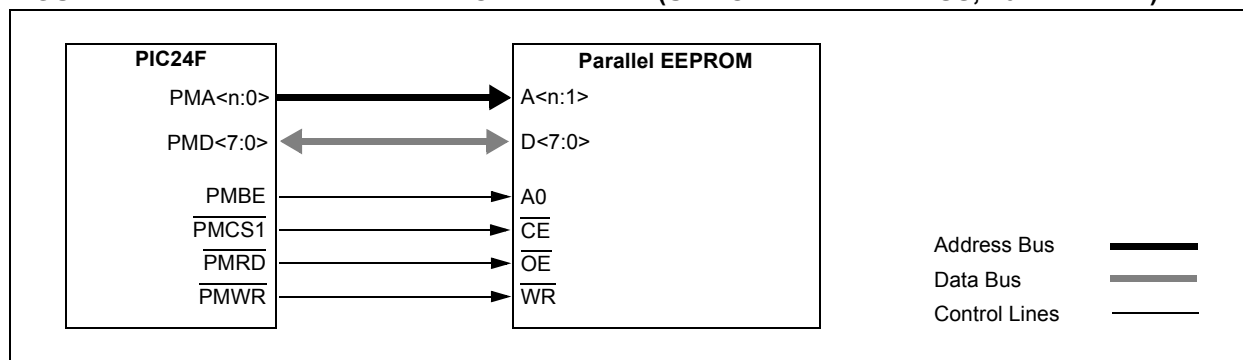 PIC24F
Parallel EEPROM
PMA<n:0>
A<n:1>
PMD<7:0>
D<7:0>
PMBE
A0
PMCS1
CE
PMRD
OE
PMWR
WR
Address Bus
Data Bus
Control Lines